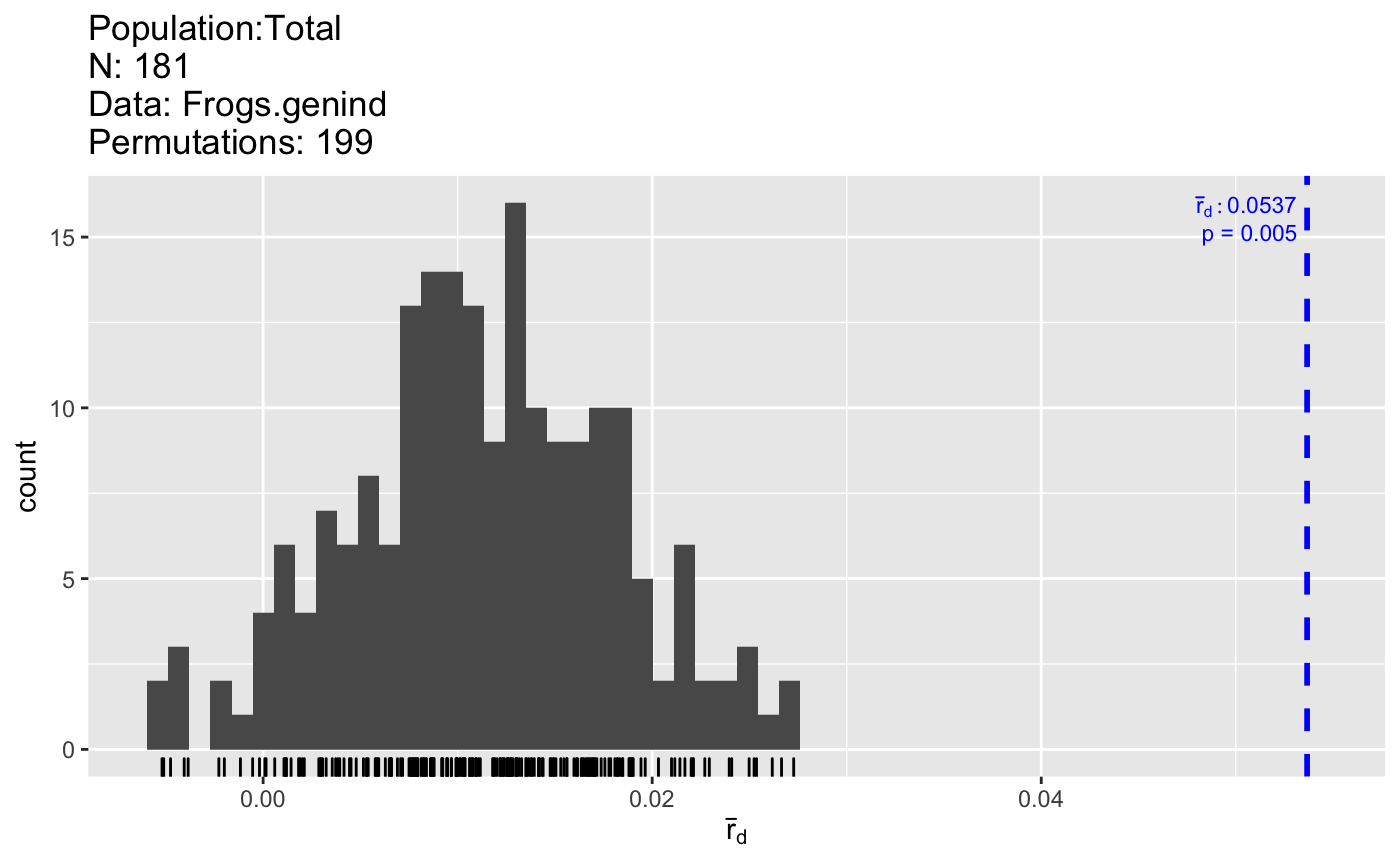 Population:Total
N: 181
Data: Frogs.genind
Permutations: 199
r̄d : 0.0537
p = 0.005
15
10
5
0
count
0.00 0.02 0.04
r̄d